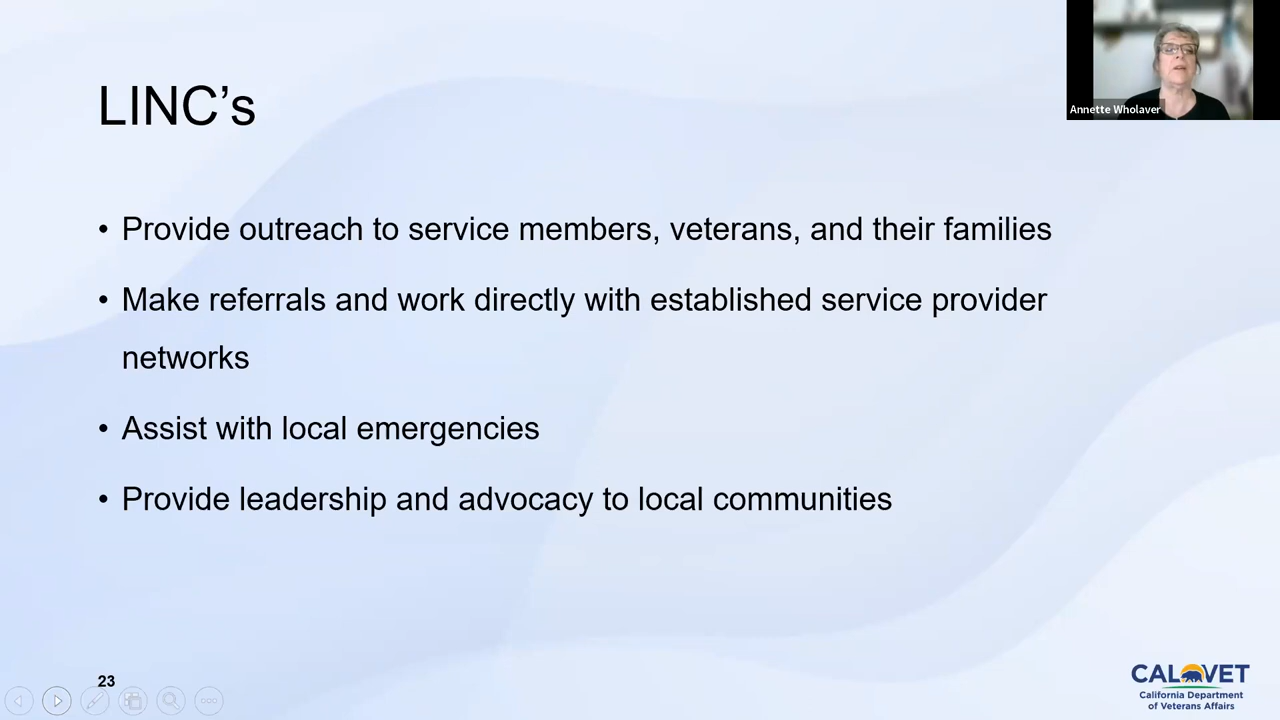 LINC’s
Annette Wholaver
• Provide outreach to service members, veterans, and their families
• Make referrals and work directly with established service provider
networks
• Assist with local emergencies
• Provide leadership and advocacy to local communities
23
CALVET
California Department
of Veterans Affairs